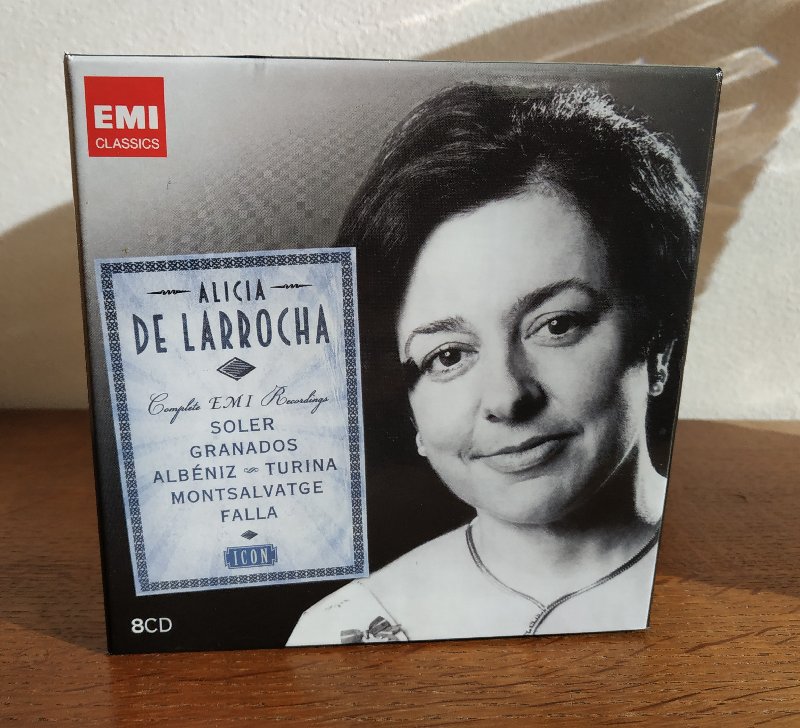 EMI
CLASSICS
ALICIA
DE LARROCHA
Complete EMI Recordings
SOLER
GRANADOS
ALBÉNIZ TURINA
MONTSALVATGE
FALLA
ICON
8CD